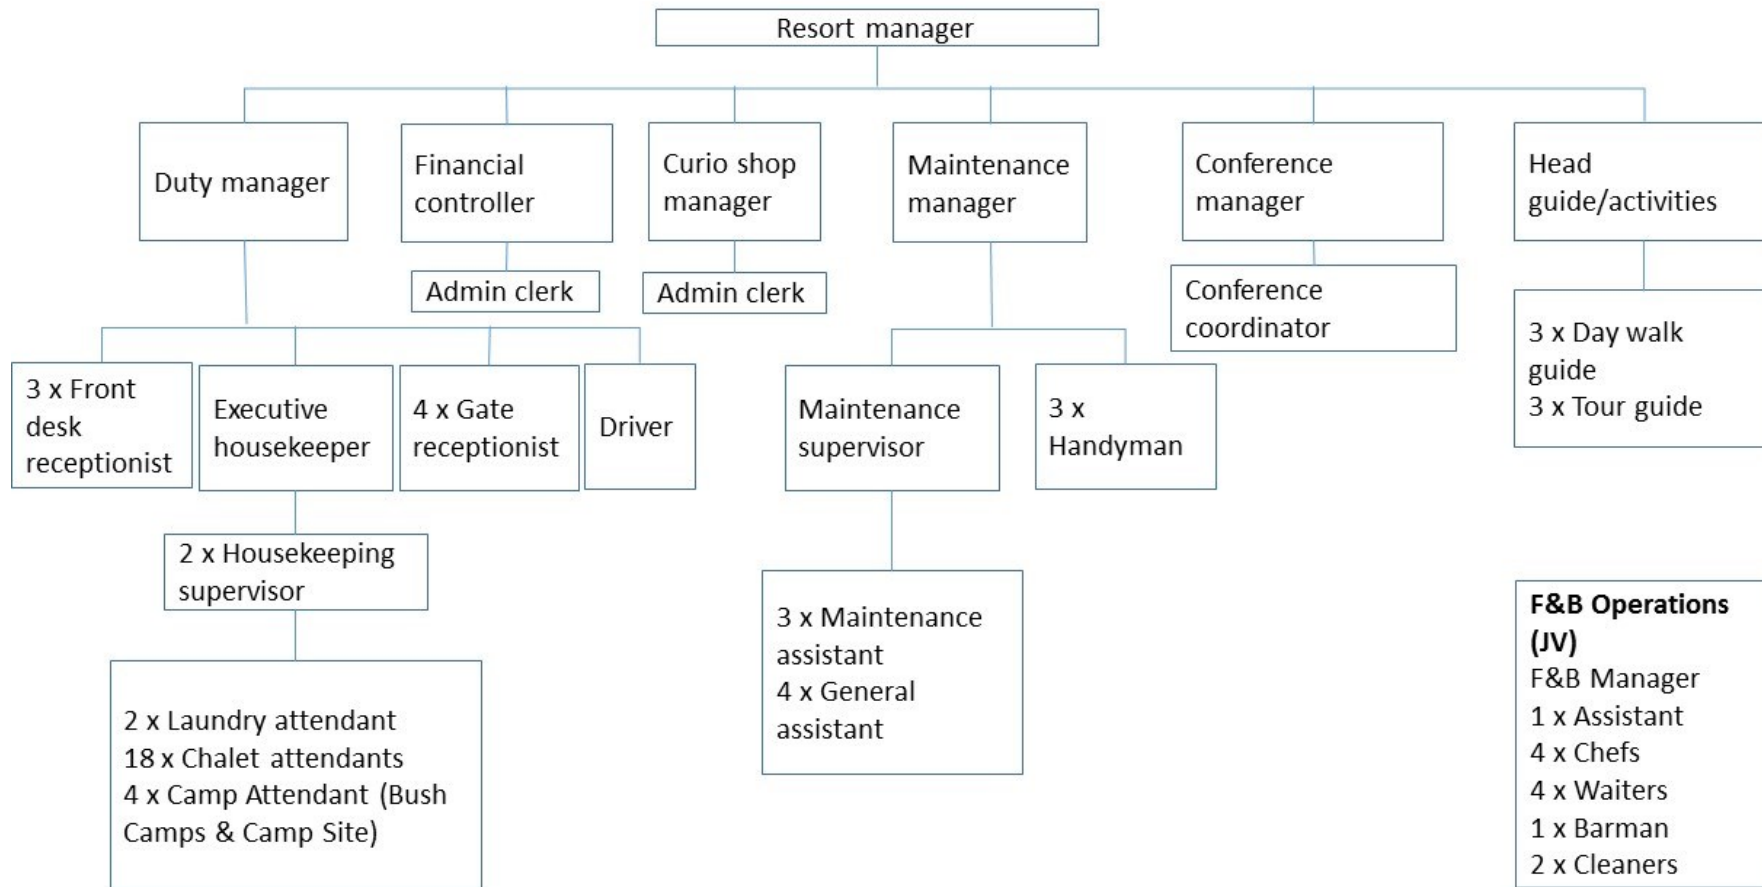 Resort manager
Duty manager
Financial
controller
Curio shop
manager
Maintenance
manager
Conference
manager
Head
guide/activities
Admin clerk
Admin clerk
Conference
coordinator
3 x Day walk
guide
3 x Tour guide
3 x Front
desk
receptionist
Executive
housekeeper
4 x Gate
receptionist
Driver
Maintenance
supervisor
3 x
Handyman
2 x Housekeeping
supervisor
3 x Maintenance
assistant
4 x General
assistant
2 x Laundry attendant
18 x Chalet attendants
4 x Camp Attendant (Bush
Camps & Camp Site)
F&B Operations
(JV)
F&B Manager
1 x Assistant
4 x Chefs
4 x Waiters
1 x Barman
2 x Cleaners